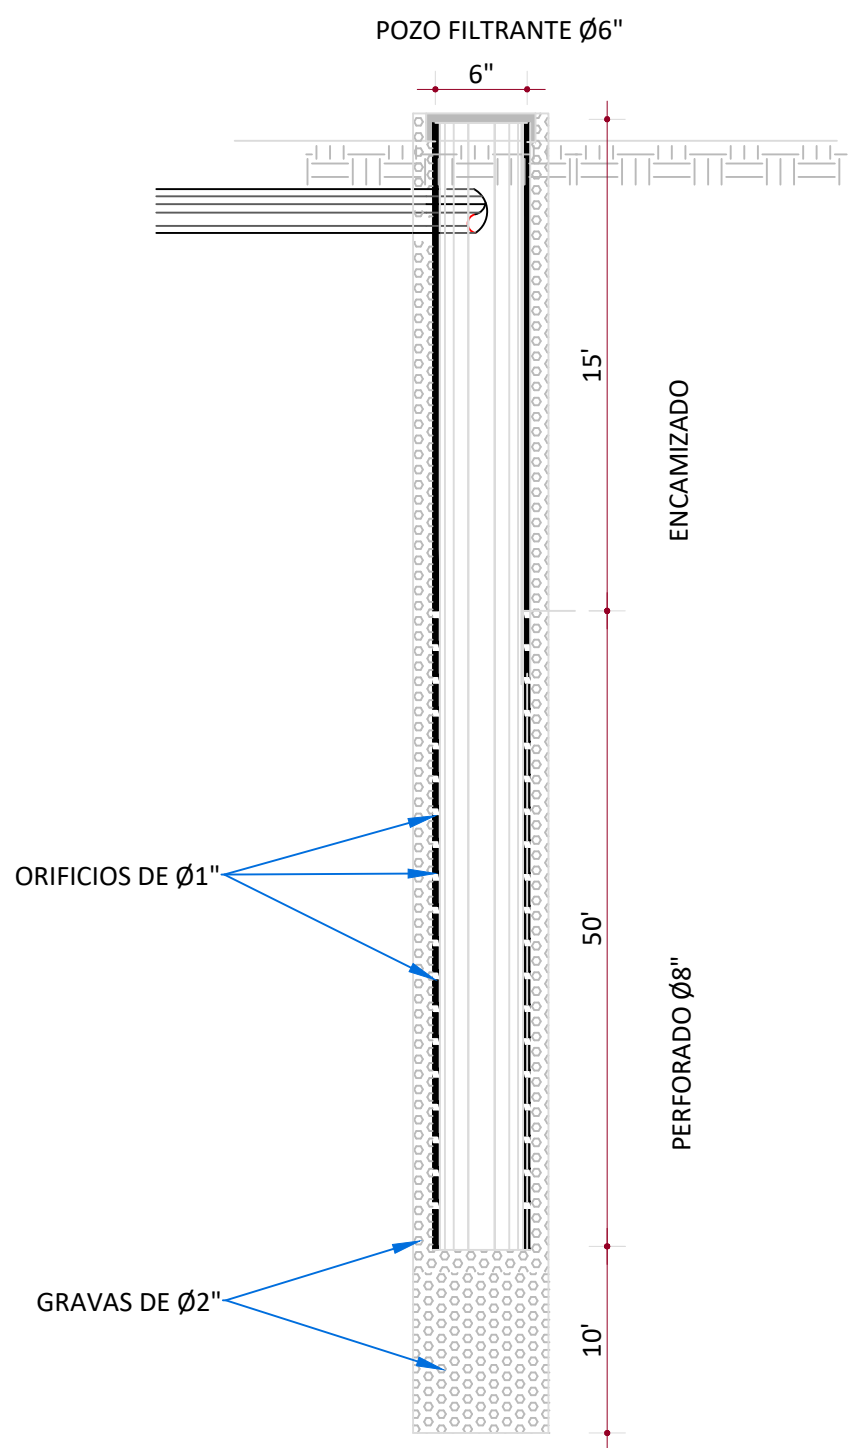 POZO FILTRANTE Ø6"
6"
15'
ENCAMIZADO
ORIFICIOS DE Ø1"
50'
PERFORADO Ø8"
GRAVAS DE Ø2"
10'